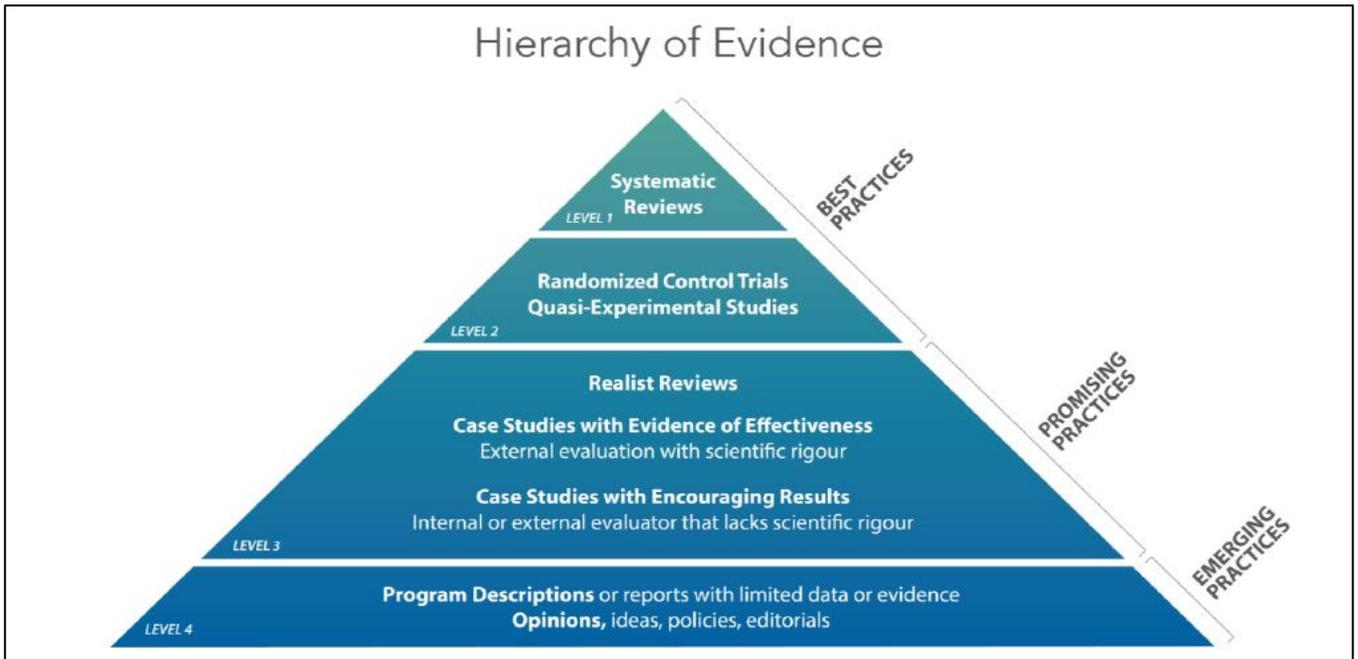 Hierarchy of Evidence
Systematic
Reviews
LEVEL 1
BEST
PRACTICES
Randomized Control Trials
Quasi-Experimental Studies
LEVEL 2
Realist Reviews
Case Studies with Evidence of Effectiveness
External evaluation with scientific rigour
Case Studies with Encouraging Results
Internal or external evaluator that lacks scientific rigour
LEVEL 3
PROMISING
PRACTICES
Program Descriptions or reports with limited data or evidence
Opinions, ideas, policies, editorials
LEVEL 4
EMERGING
PRACTICES